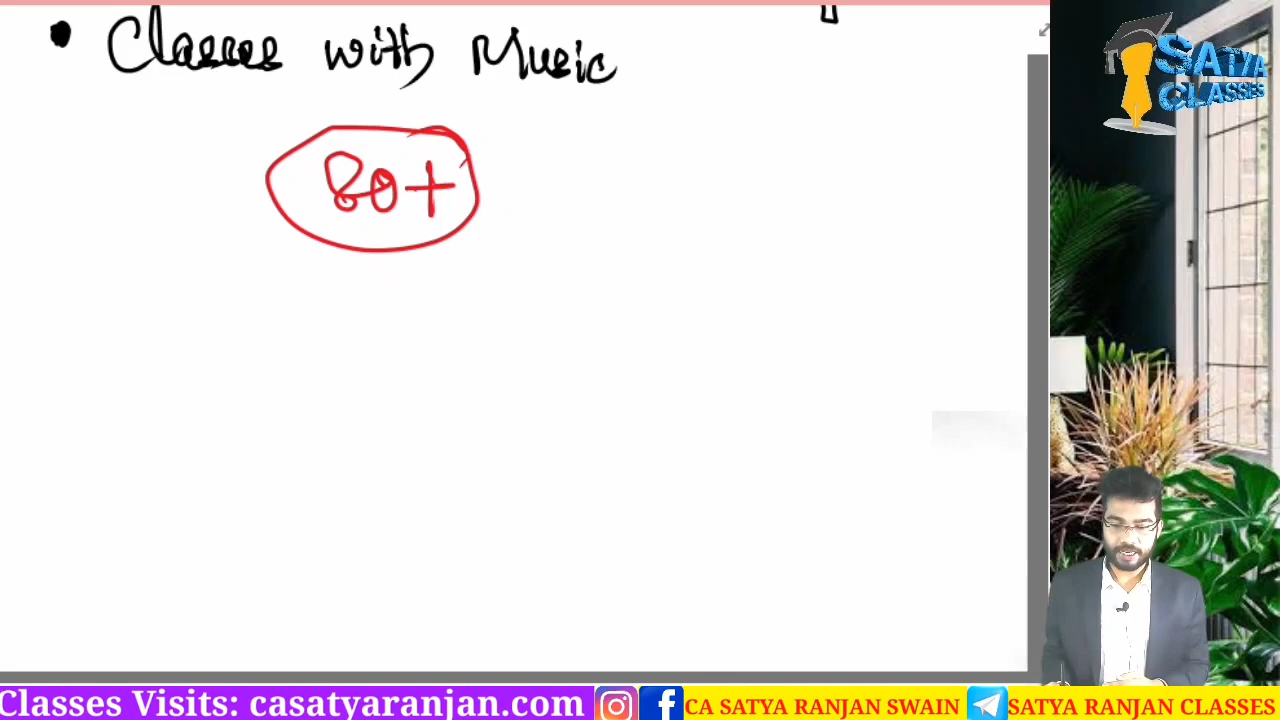 • Classes with Music
80+
SATYA
CLASSES
Classes Visits: casatyaranjan.com CA SATYA RANJAN SWAIN SATYA RANJAN CLASSES